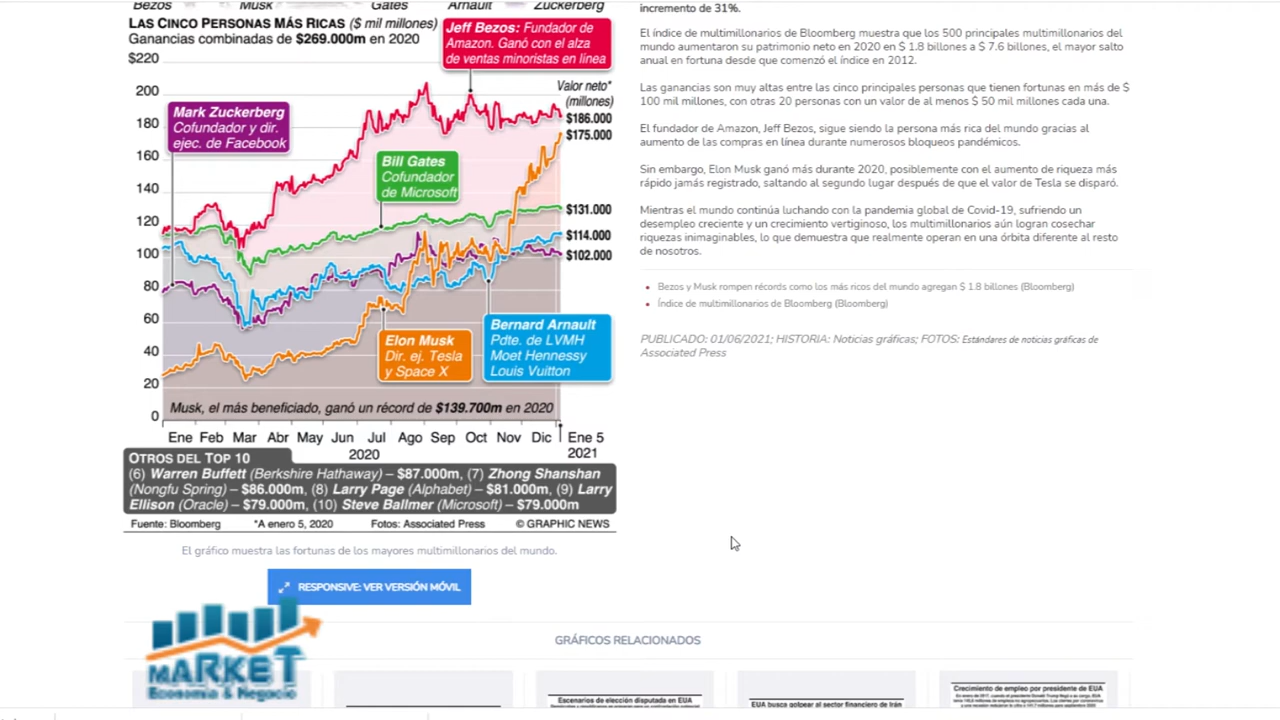 Bezos Musk Gates Arnault Zuckerberg
LAS CINCO PERSONAS MÁS RICAS ($ mil millones)
Ganancias combinadas de $269.000m en 2020
$220
200
180
160
140
120
100
80
60
40
20
0
Jeff Bezos: Fundador de
Amazon. Ganó con el alza
de ventas minoristas en línea
Valor neto*
(millones)
$186.000
$175.000
$131.000
$114.000
$102.000
Mark Zuckerberg
Cofundador y dir.
ejec. de Facebook
Bill Gates
Cofundador
de Microsoft
Elon Musk
Dir. ej. Tesla
y Space X
Bernard Arnault
Pdte. de LVMH
Moet Hennessy
Louis Vuitton
Musk, el más beneficiado, ganó un récord de $139.700m en 2020
Ene Feb Mar Abr May Jun Jul Ago Sep Oct Nov Dic Ene 5
2020 2021
OTROS DEL TOP 10
(6) Warren Buffett (Berkshire Hathaway) – $87.000m, (7) Zhong Shanshan
(Nongfu Spring) – $86.000m, (8) Larry Page (Alphabet) – $81.000m, (9) Larry
Ellison (Oracle) – $79.000m, (10) Steve Ballmer (Microsoft) – $79.000m
Fuente: Bloomberg *A enero 5, 2020 Fotos: Associated Press © GRAPHIC NEWS
El gráfico muestra las fortunas de los mayores multimillonarios del mundo.
RESPONSIVE: VER VERSIÓN MÓVIL
incremento de 31%.
El índice de multimillonarios de Bloomberg muestra que los 500 principales multimillonarios del
mundo aumentaron su patrimonio neto en 2020 en $ 1.8 billones a $ 7.6 billones, el mayor salto
anual en fortuna desde que comenzó el índice en 2012.
Las ganancias son muy altas entre las cinco principales personas que tienen fortunas en más de $
100 mil millones, con otras 20 personas con un valor de al menos $ 50 mil millones cada una.
El fundador de Amazon, Jeff Bezos, sigue siendo la persona más rica del mundo gracias al
aumento de las compras en línea durante numerosos bloqueos pandémicos.
Sin embargo, Elon Musk ganó más durante 2020, posiblemente con el aumento de riqueza más
rápido jamás registrado, saltando al segundo lugar después de que el valor de Tesla se disparó.
Mientras el mundo continúa luchando con la pandemia global de Covid-19, sufriendo un
desempleo creciente y un crecimiento vertiginoso, los multimillonarios aún logran cosechar
riquezas inimaginables, lo que demuestra que realmente operan en una órbita diferente al resto
de nosotros.
Bezos y Musk rompen récords como los más ricos del mundo agregan $ 1.8 billones (Bloomberg)
Índice de multimillonarios de Bloomberg (Bloomberg)
PUBLICADO: 01/06/2021; HISTORIA: Noticias gráficas; FOTOS: Estándares de noticias gráficas de
Associated Press
GRÁFICOS RELACIONADOS
MARKET
Economía & Negocio
Escenarios de elección disputada en EUA
EUA busca golpear al sector financiero de Irán
Crecimiento de empleo por presidente de EUA